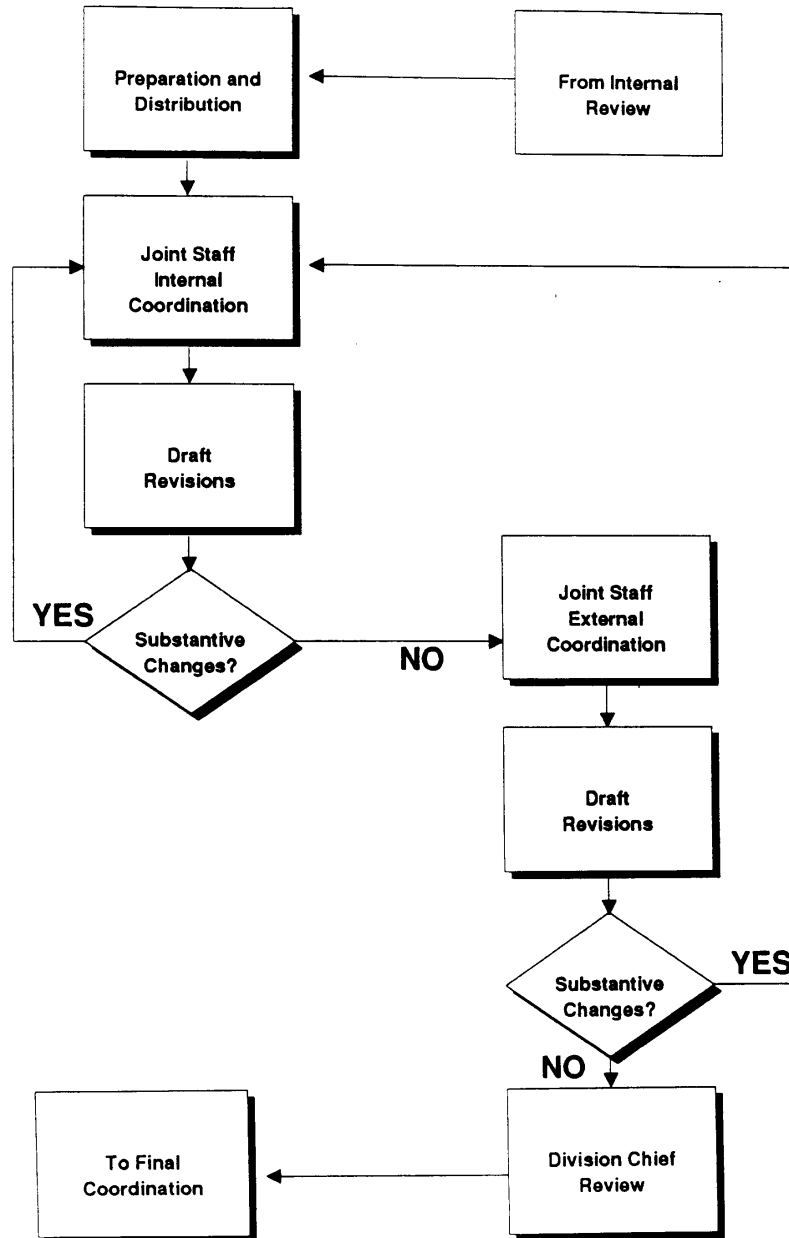 Preparation and
Distribution
From Internal
Review
Joint Staff
Internal
Coordination
Draft
Revisions
YES
Substantive
Changes?
NO
Joint Staff
External
Coordination
Draft
Revisions
Substantive
Changes?
YES
NO
To Final
Coordination
Division Chief
Review